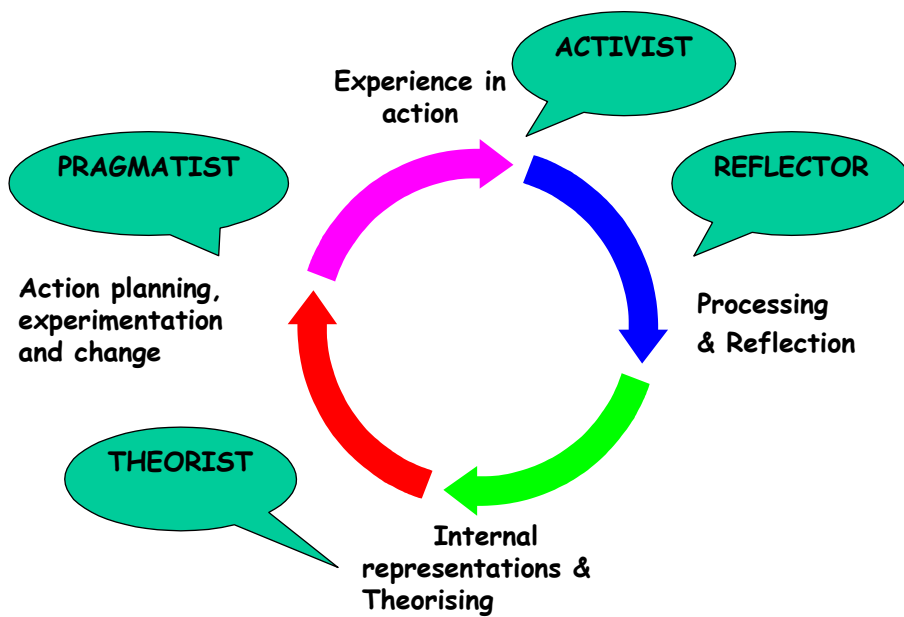 ACTIVIST
Experience in
action
PRAGMATIST
REFLECTOR
Action planning,
experimentation
and change
Processing
& Reflection
THEORIST
Internal
representations &
Theorising